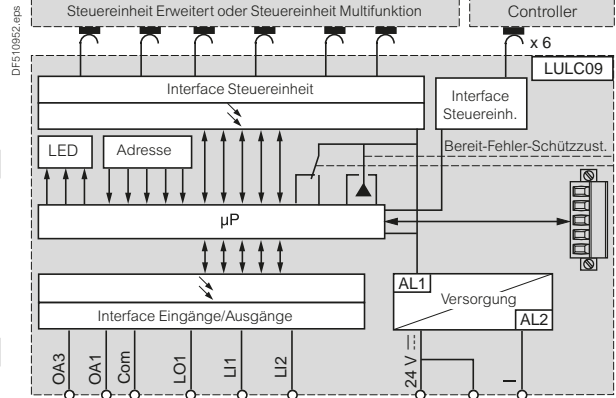 Steuereinheit Erweitert oder Steuereinheit Multifunktion
Controller
DF510952.eps
x 6
LULC09
Interface Steuereinheit
Interface
Steuereinh.
Bereit-Fehler-Schützzust.
LED
Adresse
µP
AL1
Versorgung
AL2
Interface Eingänge/Ausgänge
OA3
OA1
Com
LO1
LI1
LI2
24 V